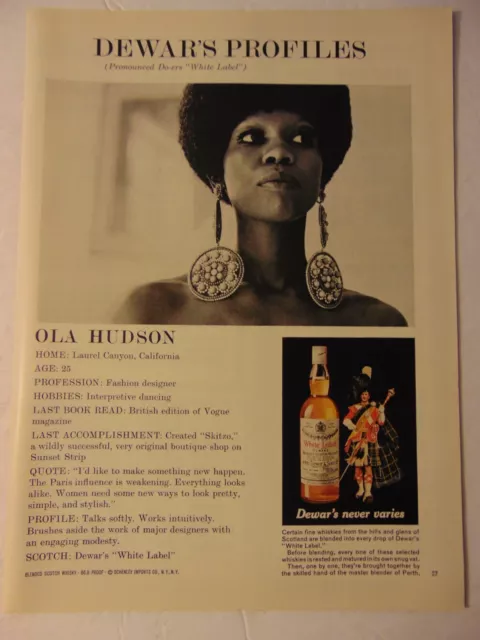 DEWAR'S PROFILES
(Pronounced Do-ers "White Label")
OLA HUDSON
HOME: Laurel Canyon, California
AGE: 25
PROFESSION: Fashion designer
HOBBIES: Interpretive dancing
LAST BOOK READ: British edition of Vogue
magazine
LAST ACCOMPLISHMENT: Created "Skitzo,"
a wildly successful, very original boutique shop on
Sunset Strip
QUOTE: "I'd like to make something new happen.
The Paris influence is weakening. Everything looks
alike. Women need some new ways to look pretty,
simple, and stylish."
PROFILE: Talks softly. Works intuitively.
Brushes aside the work of major designers with
an engaging modesty.
SCOTCH: Dewar's "White Label"
BLENDED SCOTCH WHISKY · 86.8 PROOF · © SCHENLEY IMPORTS CO., N.Y., N.Y.
White Label
Dewar's never varies
Certain fine whiskies from the hills and glens of
Scotland are blended into every drop of Dewar's
"White Label."
Before blending, every one of these selected
whiskies is rested and matured in its own snug vat.
Then, one by one, they're brought together by
the skilled hand of the master blender of Perth.